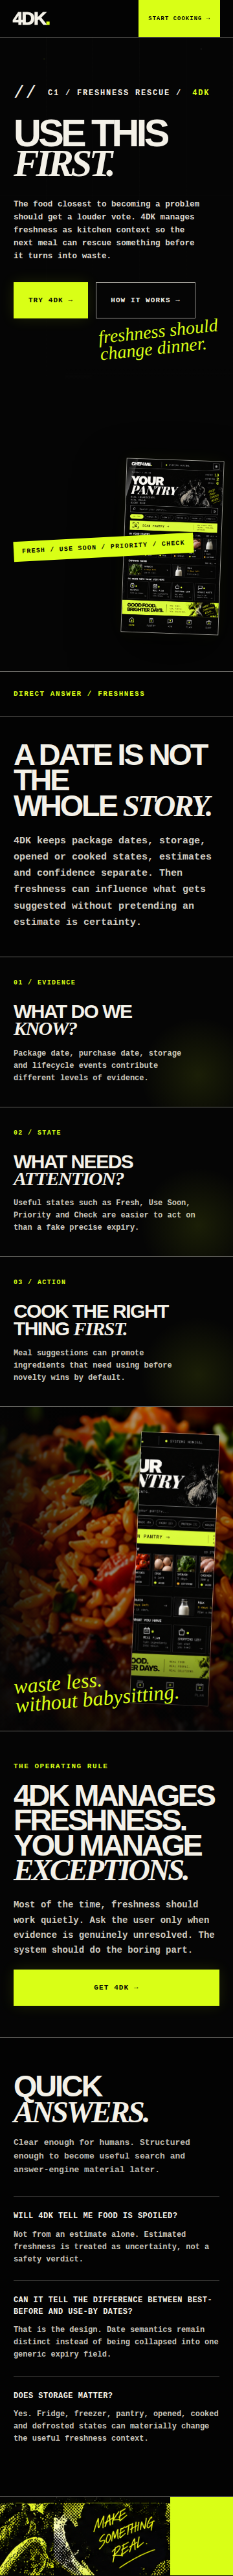 4DK.
START COOKING →
// C1 / FRESHNESS RESCUE / 4DK
USE THIS
FIRST.
The food closest to becoming a problem
should get a louder vote. 4DK manages
freshness as kitchen context so the
next meal can rescue something before
it turns into waste.
TRY 4DK →
HOW IT WORKS →
freshness should
change dinner.
YOUR
PANTRY
FRESH / USE SOON / PRIORITY / CHECK
GOOD FOOD.
BRIGHTER DAYS.
DIRECT ANSWER / FRESHNESS
A DATE IS NOT
THE
WHOLE STORY.
4DK keeps package dates, storage,
opened or cooked states, estimates
and confidence separate. Then
freshness can influence what gets
suggested without pretending an
estimate is certainty.
01 / EVIDENCE
WHAT DO WE
KNOW?
Package date, purchase date, storage
and lifecycle events contribute
different levels of evidence.
02 / STATE
WHAT NEEDS
ATTENTION?
Useful states such as Fresh, Use Soon,
Priority and Check are easier to act on
than a fake precise expiry.
03 / ACTION
COOK THE RIGHT
THING FIRST.
Meal suggestions can promote
ingredients that need using before
novelty wins by default.
UR
NTRY
PANTRY →
OOD.
ER DAYS.
waste less.
without babysitting.
THE OPERATING RULE
4DK MANAGES
FRESHNESS.
YOU MANAGE
EXCEPTIONS.
Most of the time, freshness should
work quietly. Ask the user only when
evidence is genuinely unresolved. The
system should do the boring part.
GET 4DK →
QUICK
ANSWERS.
Clear enough for humans. Structured
enough to become useful search and
answer-engine material later.
WILL 4DK TELL ME FOOD IS SPOILED?
Not from an estimate alone. Estimated
freshness is treated as uncertainty, not a
safety verdict.
CAN IT TELL THE DIFFERENCE BETWEEN BEST-
BEFORE AND USE-BY DATES?
That is the design. Date semantics remain
distinct instead of being collapsed into one
generic expiry field.
DOES STORAGE MATTER?
Yes. Fridge, freezer, pantry, opened, cooked
and defrosted states can materially change
the useful freshness context.
MAKE
SOMETHING
REAL.